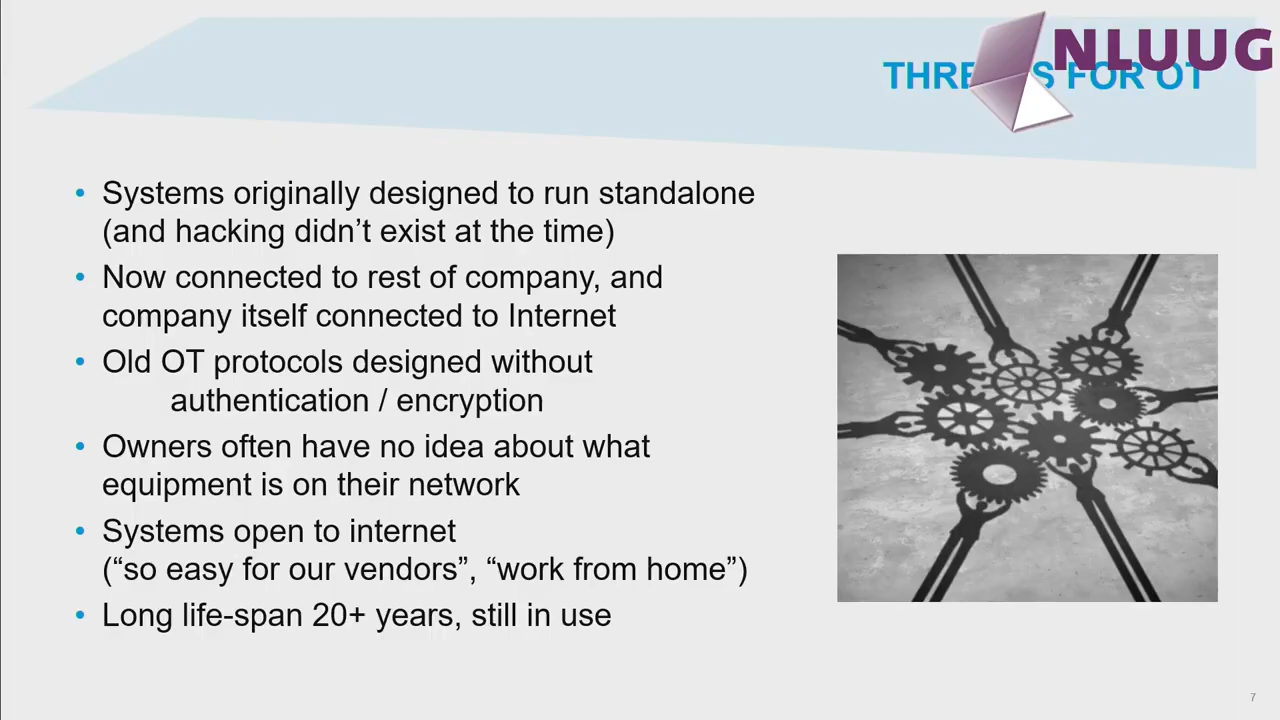 NLUUG
FOR OT
• Systems originally designed to run standalone
(and hacking didn’t exist at the time)
• Now connected to rest of company, and
company itself connected to Internet
• Old OT protocols designed without
authentication / encryption
• Owners often have no idea about what
equipment is on their network
• Systems open to internet
(“so easy for our vendors”, “work from home”)
• Long life-span 20+ years, still in use
7